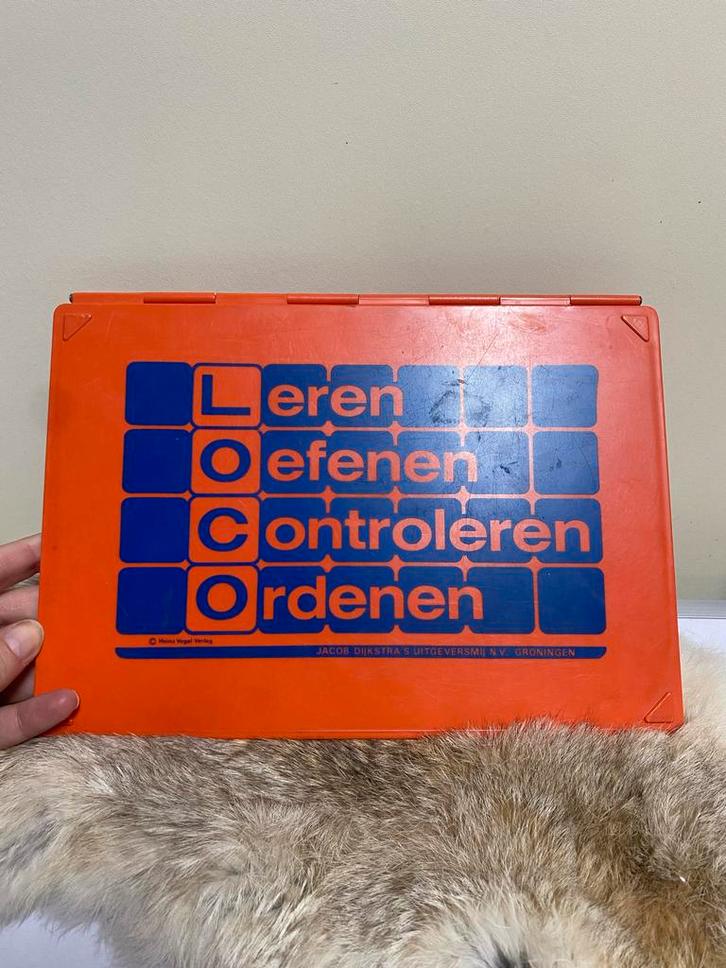 Leren
Oefenen
Controleren
Ordenen
© Heinz Vogel Verlag
JACOB DIJKSTRA'S UITGEVERSMIJ N.V. GRONINGEN